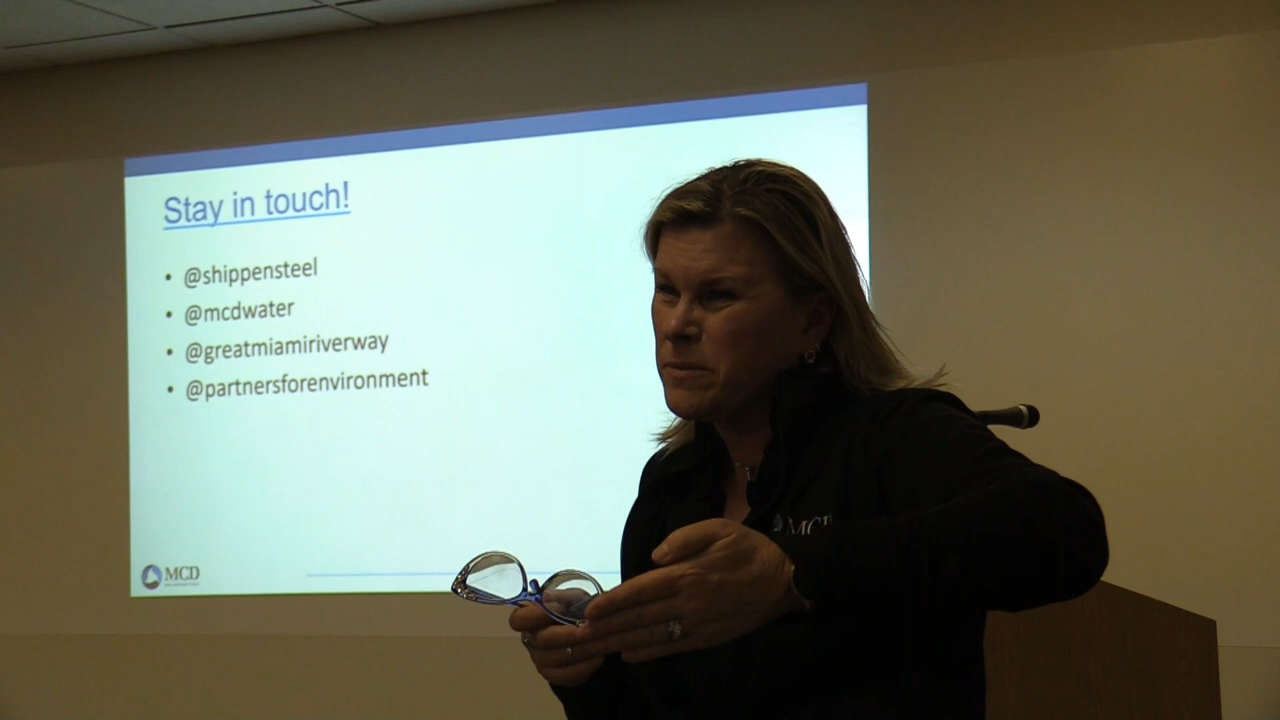 Stay in touch!
• @shippensteel
• @mcdwater
• @greatmiamiriverway
• @partnersforenvironment
MCD
MCD